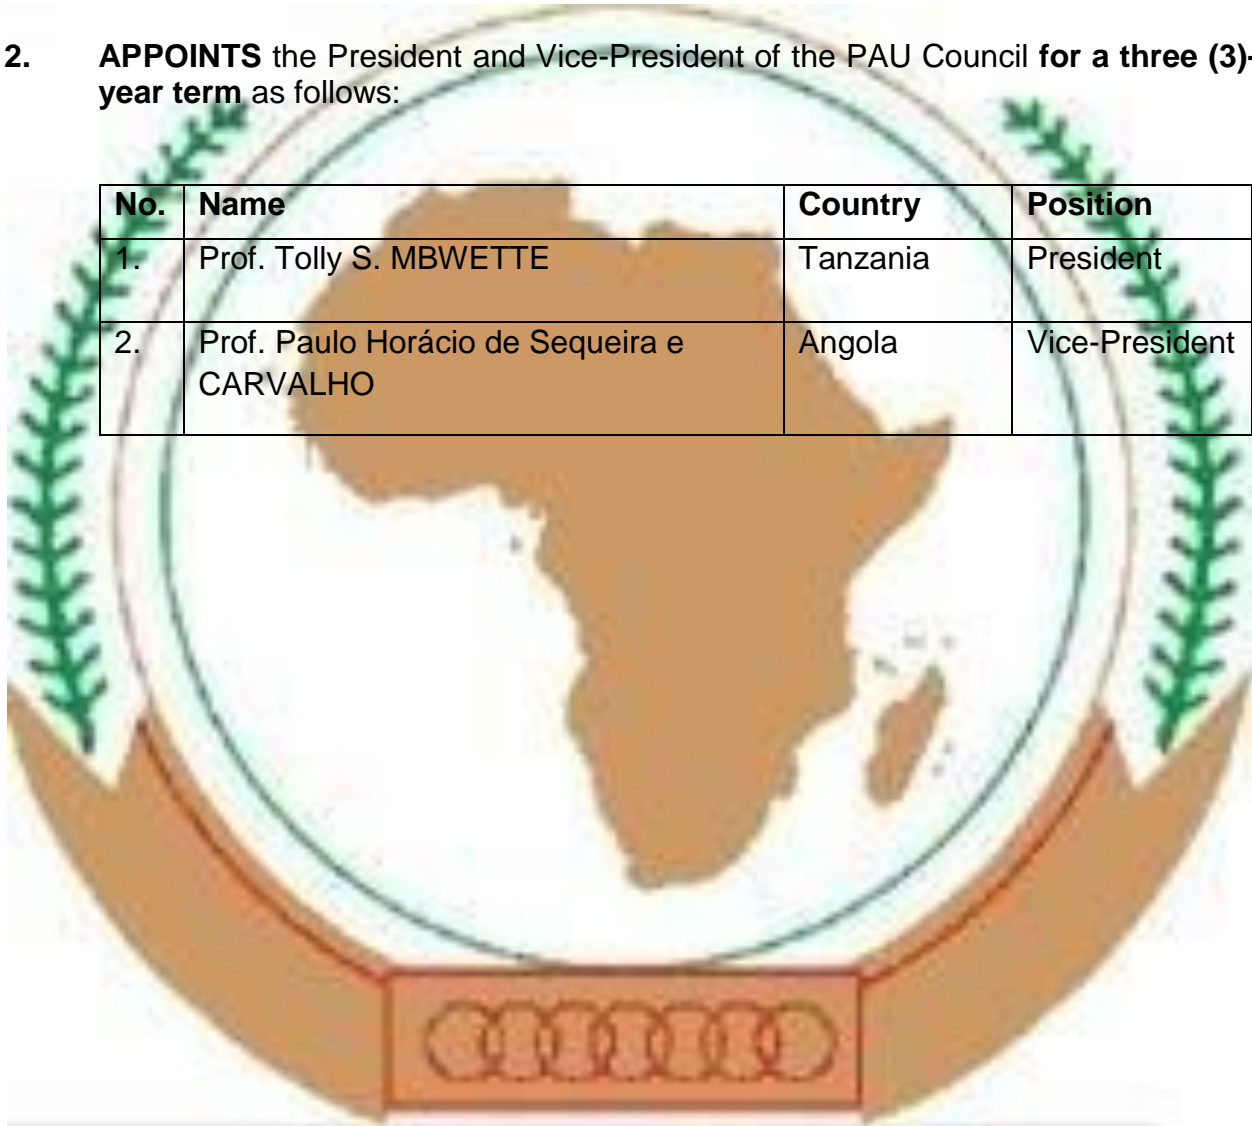 2. APPOINTS the President and Vice-President of the PAU Council for a three (3)-
year term as follows:
No. Name Country Position
1. Prof. Tolly S. MBWETTE Tanzania President
2. Prof. Paulo Horácio de Sequeira e Angola Vice-President
CARVALHO